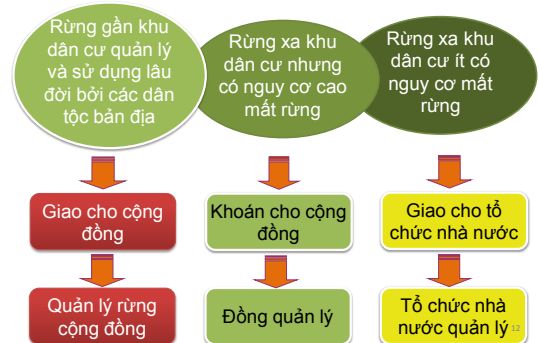 Rừng gần khu
dân cư quản lý
và sử dụng lâu
đời bởi các dân
tộc bản địa
Rừng xa khu
dân cư nhưng
có nguy cơ cao
mất rừng
Rừng xa khu
dân cư ít có
nguy cơ mất
rừng
Giao cho cộng
đồng
Khoán cho cộng
đồng
Giao cho tổ
chức nhà nước
Quản lý rừng
cộng đồng
Đồng quản lý
Tổ chức nhà
nước quản lý
12